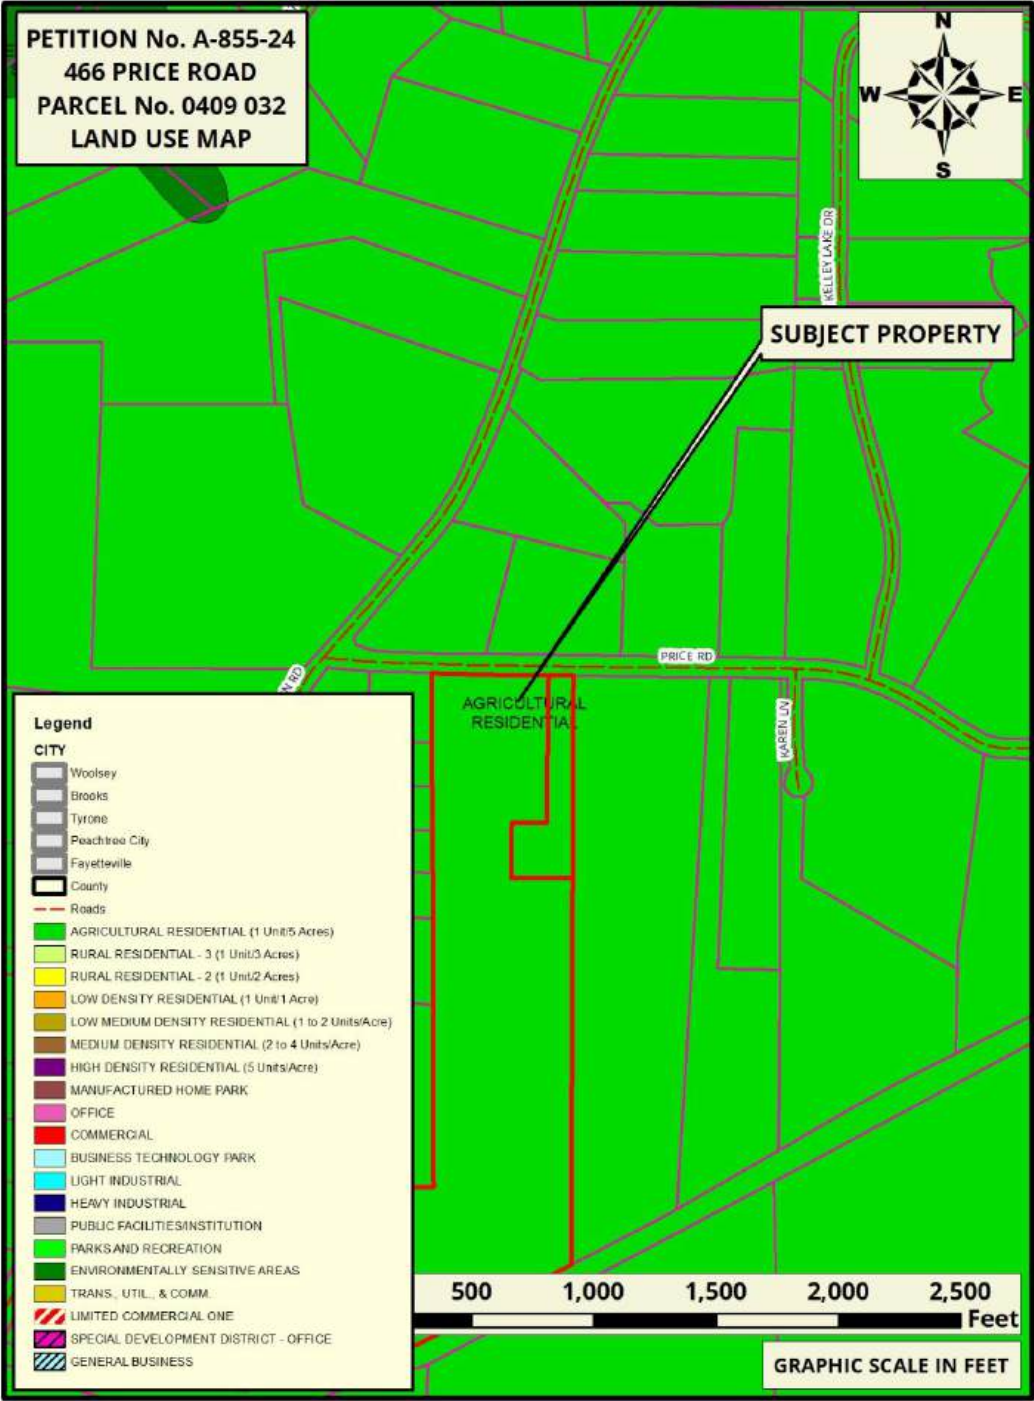 PETITION No. A-855-24
466 PRICE ROAD
PARCEL No. 0409 032
LAND USE MAP
N
W
E
S
KELLEY LAKE DR
SUBJECT PROPERTY
PRICE RD
N RD
AGRICULTURAL
RESIDENTIAL
KAREN LN
Legend
CITY
Woolsey
Brooks
Tyrone
Peachtree City
Fayetteville
County
Roads
AGRICULTURAL RESIDENTIAL (1 Unit/5 Acres)
RURAL RESIDENTIAL - 3 (1 Unit/3 Acres)
RURAL RESIDENTIAL - 2 (1 Unit/2 Acres)
LOW DENSITY RESIDENTIAL (1 Unit/1 Acre)
LOW MEDIUM DENSITY RESIDENTIAL (1 to 2 Units/Acre)
MEDIUM DENSITY RESIDENTIAL (2 to 4 Units/Acre)
HIGH DENSITY RESIDENTIAL (5 Units/Acre)
MANUFACTURED HOME PARK
OFFICE
COMMERCIAL
BUSINESS TECHNOLOGY PARK
LIGHT INDUSTRIAL
HEAVY INDUSTRIAL
PUBLIC FACILITIES/INSTITUTION
PARKS AND RECREATION
ENVIRONMENTALLY SENSITIVE AREAS
TRANS., UTIL., & COMM.
LIMITED COMMERCIAL ONE
SPECIAL DEVELOPMENT DISTRICT - OFFICE
GENERAL BUSINESS
500 1,000 1,500 2,000 2,500
Feet
GRAPHIC SCALE IN FEET